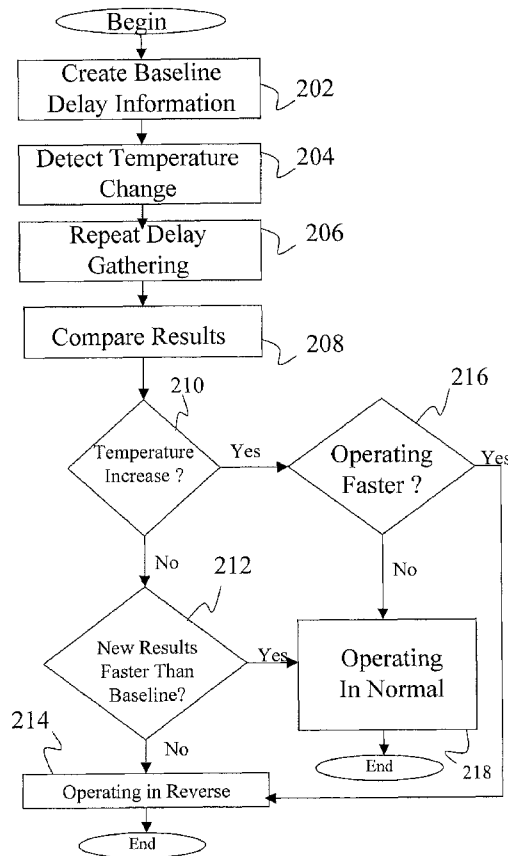 Begin
Create Baseline
Delay Information
202
Detect Temperature
Change
204
Repeat Delay
Gathering
206
Compare Results
208
210
Temperature
Increase ?
Yes
216
Operating
Faster ?
Yes
No
No
212
New Results
Faster Than
Baseline?
Yes
Operating
In Normal
218
End
No
214
Operating in Reverse
End